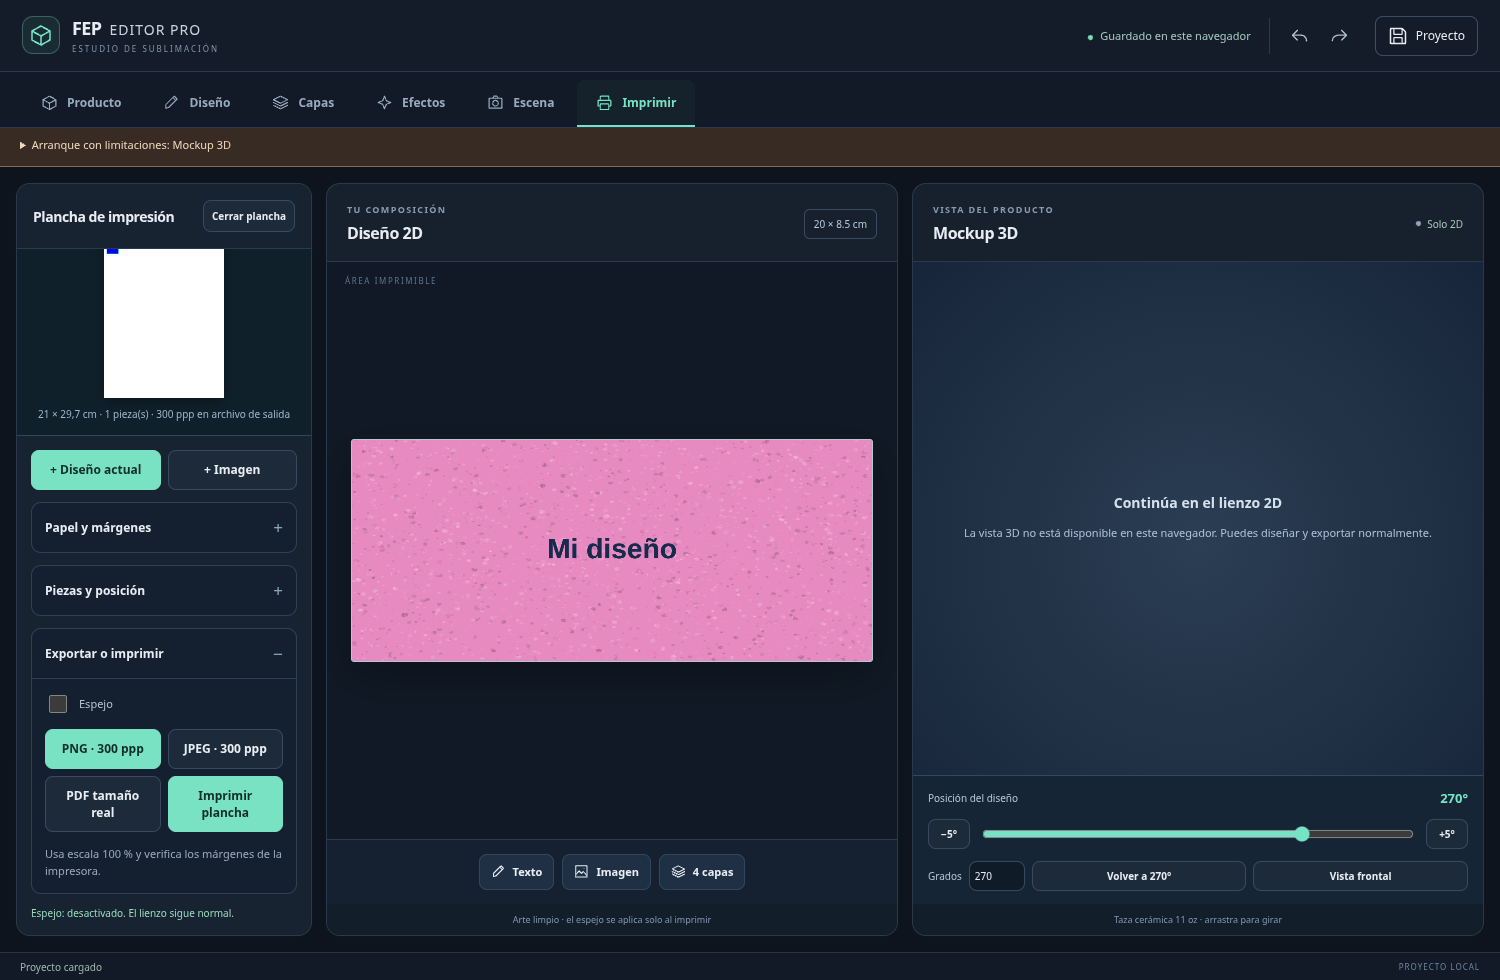 FEP EDITOR PRO
ESTUDIO DE SUBLIMACIÓN
Guardado en este navegador
Proyecto
Producto
Diseño
Capas
Efectos
Escena
Imprimir
Arranque con limitaciones: Mockup 3D
Plancha de impresión
Cerrar plancha
21 × 29,7 cm · 1 pieza(s) · 300 ppp en archivo de salida
+ Diseño actual
+ Imagen
Papel y márgenes
+
Piezas y posición
+
Exportar o imprimir
−
Espejo
PNG · 300 ppp
JPEG · 300 ppp
PDF tamaño
real
Imprimir
plancha
Usa escala 100 % y verifica los márgenes de la
impresora.
Espejo: desactivado. El lienzo sigue normal.
TU COMPOSICIÓN
Diseño 2D
20 × 8.5 cm
ÁREA IMPRIMIBLE
Mi diseño
Texto
Imagen
4 capas
Arte limpio · el espejo se aplica solo al imprimir
VISTA DEL PRODUCTO
Mockup 3D
Solo 2D
Continúa en el lienzo 2D
La vista 3D no está disponible en este navegador. Puedes diseñar y exportar normalmente.
Posición del diseño
270°
−5°
+5°
Grados
270
Volver a 270°
Vista frontal
Taza cerámica 11 oz · arrastra para girar
Proyecto cargado
PROYECTO LOCAL